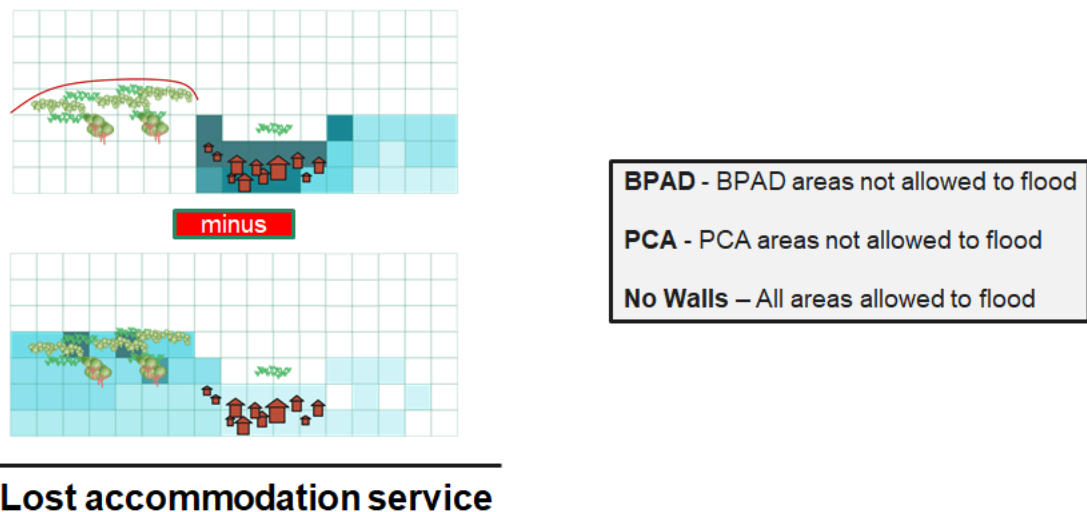 minus
Lost accommodation service
BPAD - BPAD areas not allowed to flood
PCA - PCA areas not allowed to flood
No Walls – All areas allowed to flood